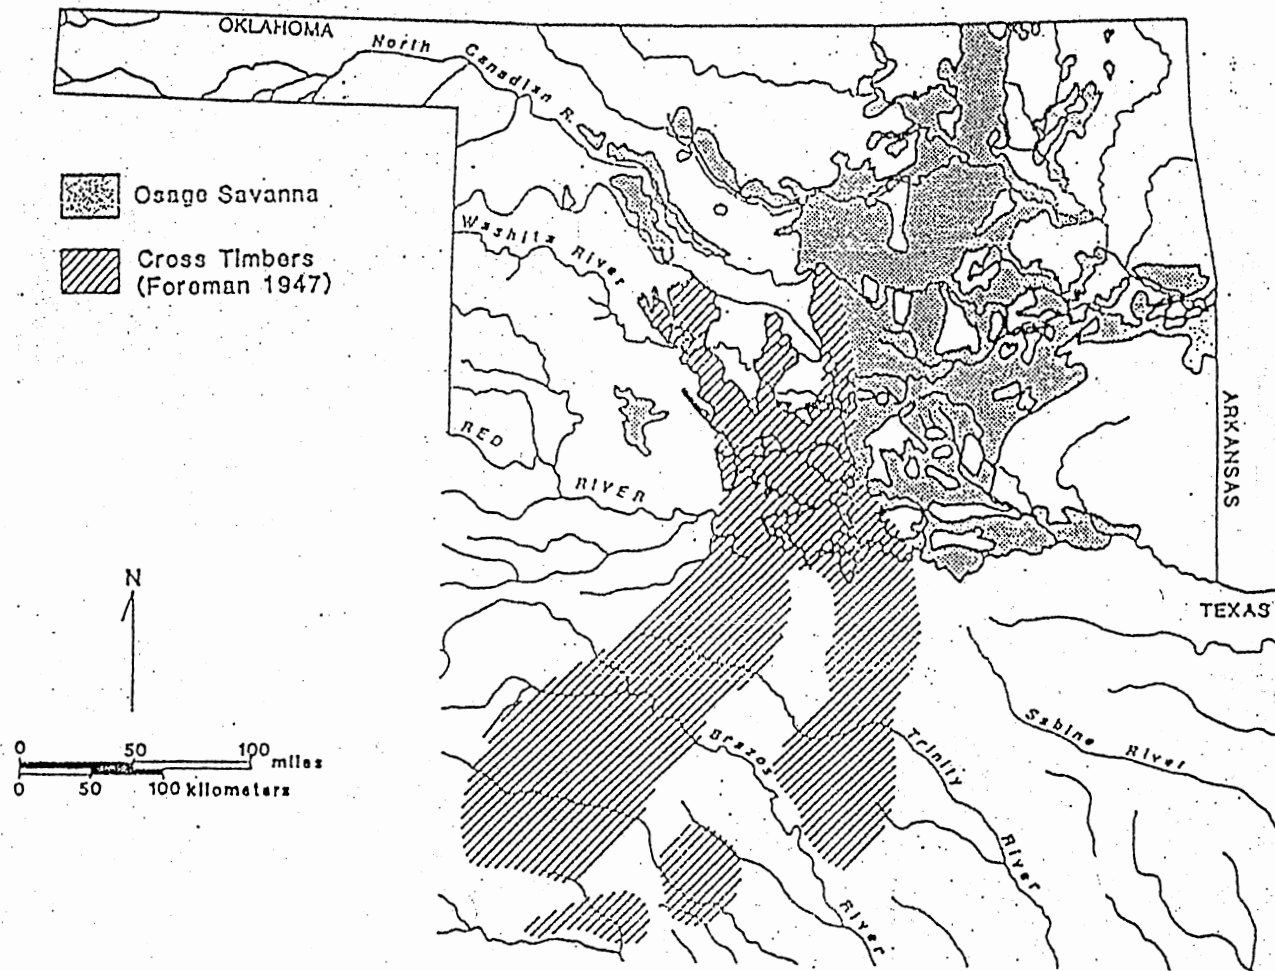 OKLAHOMA
North Canadian R.
Osage Savanna
Washita River
Cross Timbers
(Foreman 1947)
RED RIVER
ARKANSAS
N
TEXAS
Sabine River
0 50 100 miles
0 50 100 kilometers
Brazos River
Trinity River